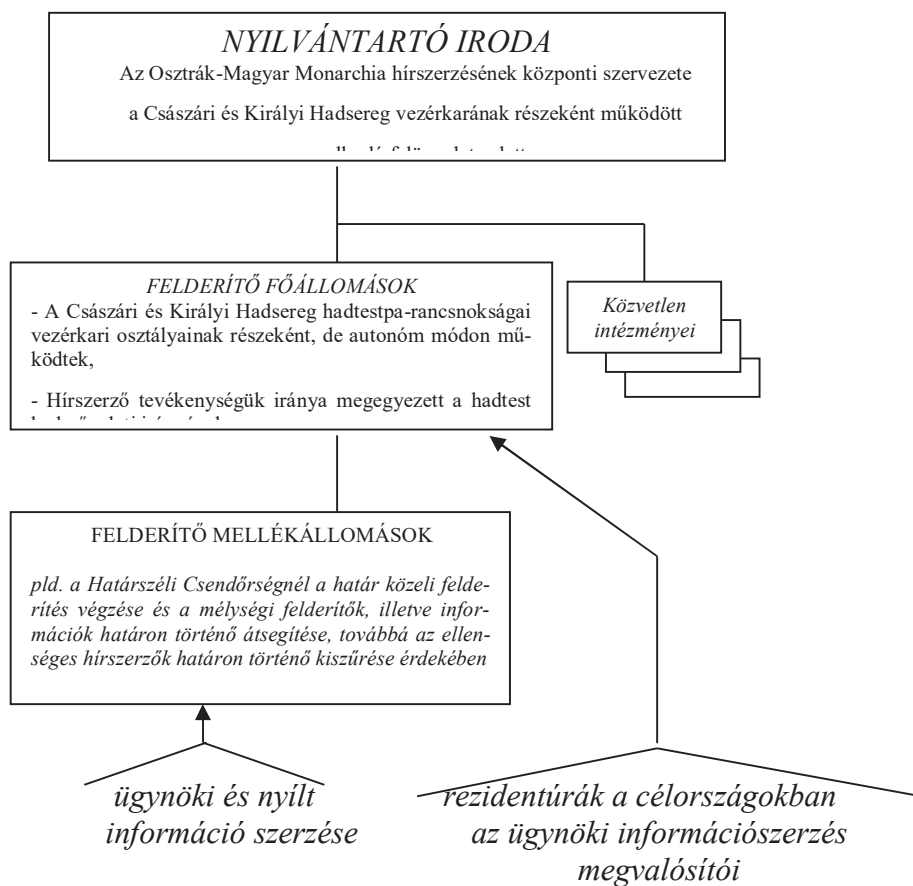 NYILVÁNTARTÓ IRODA
Az Osztrák-Magyar Monarchia hírszerzésének központi szervezete
a Császári és Királyi Hadsereg vezérkarának részeként működött
FELDERÍTŐ FŐÁLLOMÁSOK
- A Császári és Királyi Hadsereg hadtestpa-rancsnokságai
vezérkari osztályainak részeként, de autonóm módon mű-
ködtek,
- Hírszerző tevékenységük iránya megegyezett a hadtest
Közvetlen
intézményei
FELDERÍTŐ MELLÉKÁLLOMÁSOK
pld. a Határszéli Csendőrségnél a határ közeli felde-
rítés végzése és a mélységi felderítők, illetve infor-
mációk határon történő átsegítése, továbbá az ellen-
séges hírszerzők határon történő kiszűrése érdekében
ügynöki és nyílt
információ szerzése
rezidentúrák a célországokban
az ügynöki információszerzés
megvalósítói